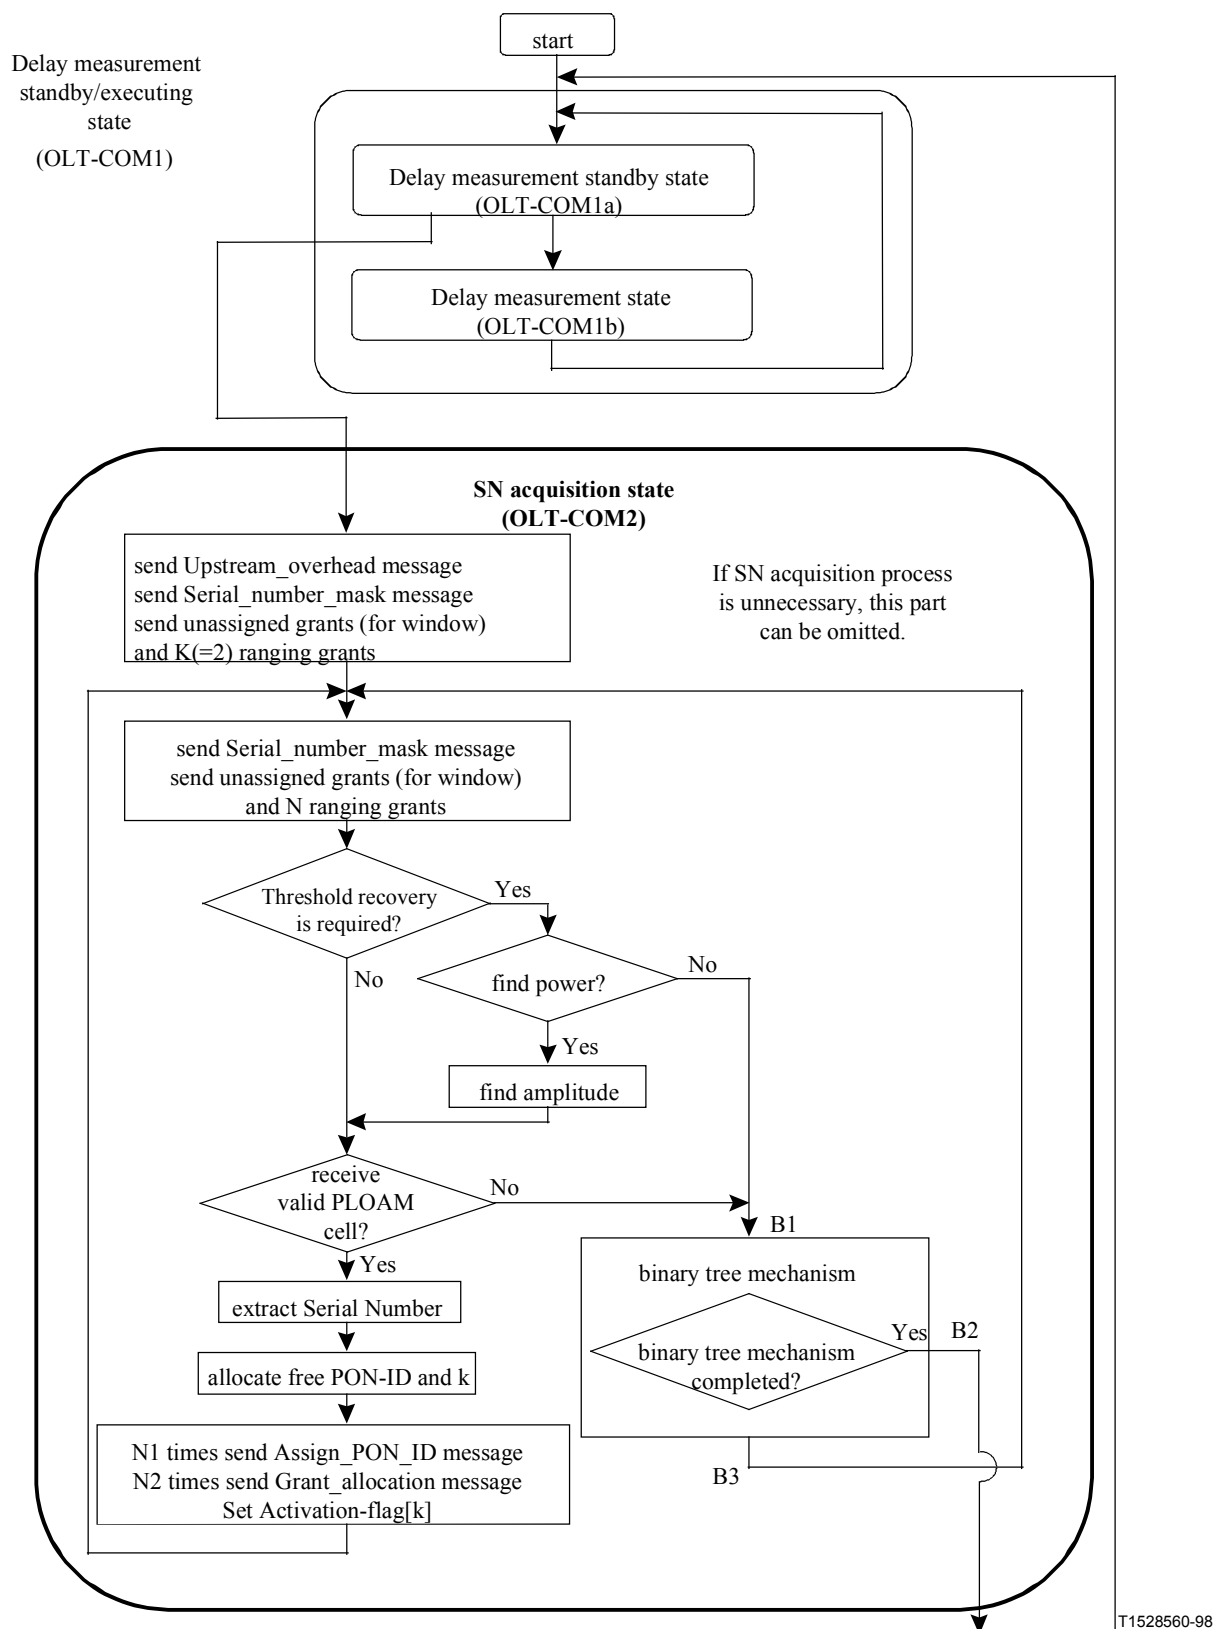 start
Delay measurement
standby/executing
state
(OLT-COM1)
Delay measurement standby state
(OLT-COM1a)
Delay measurement state
(OLT-COM1b)
SN acquisition state
(OLT-COM2)
send Upstream_overhead message
send Serial_number_mask message
send unassigned grants (for window)
and K(=2) ranging grants
If SN acquisition process
is unnecessary, this part
can be omitted.
send Serial_number_mask message
send unassigned grants (for window)
and N ranging grants
Threshold recovery
is required?
Yes
No
find power?
No
Yes
find amplitude
receive
valid PLOAM
cell?
No
Yes
B1
binary tree mechanism
binary tree mechanism
completed?
Yes
B2
B3
extract Serial Number
allocate free PON-ID and k
N1 times send Assign_PON_ID message
N2 times send Grant_allocation message
Set Activation-flag[k]
T1528560-98